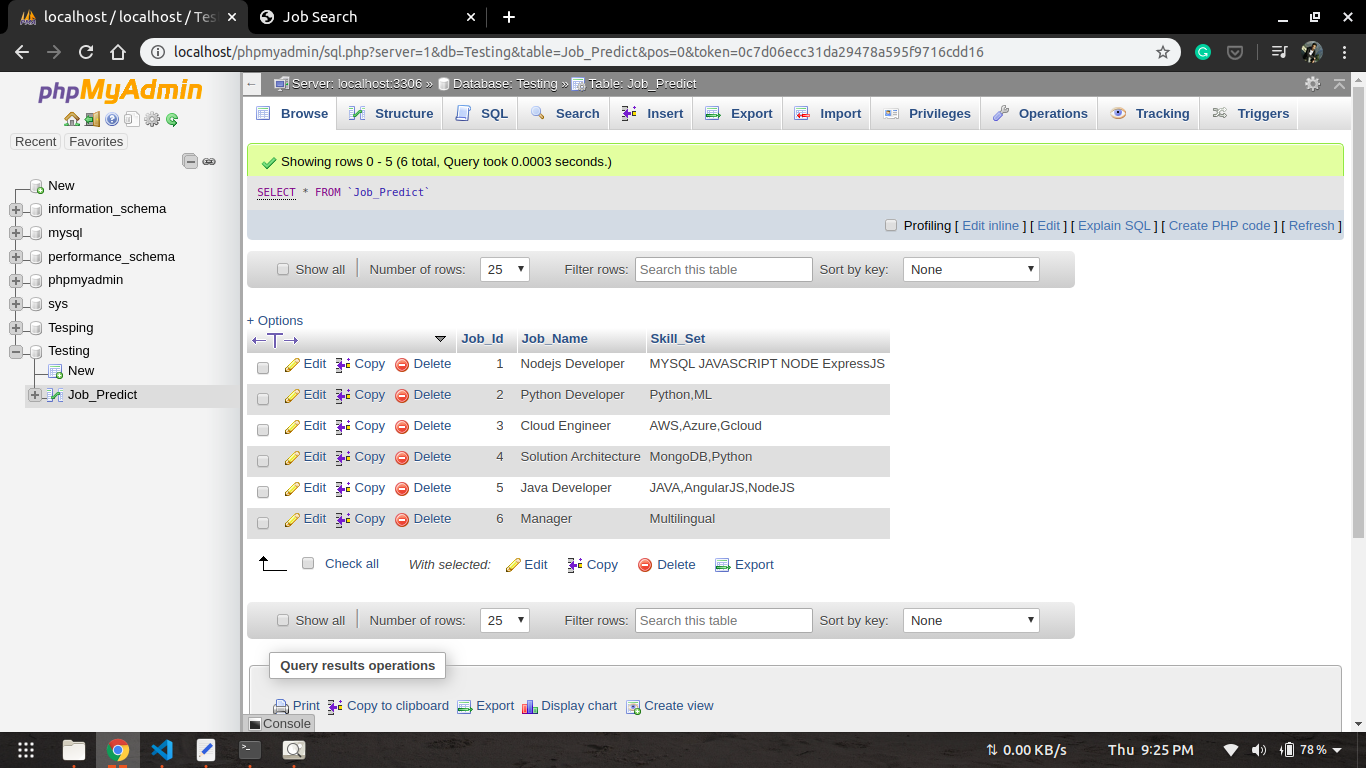 localhost / localhost / Tes
Job Search
localhost/phpmyadmin/sql.php?server=1&db=Testing&table=Job_Predict&pos=0&token=0c7d06ecc31da29478a595f9716cdd16
phpMyAdmin
Recent Favorites
New
information_schema
mysql
performance_schema
phpmyadmin
sys
Tesping
Testing
New
Job_Predict
Server: localhost:3306 » Database: Testing » Table: Job_Predict
Browse Structure SQL Search Insert Export Import Privileges Operations Tracking Triggers
Showing rows 0 - 5 (6 total, Query took 0.0003 seconds.)
SELECT * FROM `Job_Predict`
Profiling [ Edit inline ] [ Edit ] [ Explain SQL ] [ Create PHP code ] [ Refresh ]
Show all Number of rows: 25 Filter rows: Search this table Sort by key: None
+ Options
←T→ Job_Id Job_Name Skill_Set
Edit Copy Delete 1 Nodejs Developer MYSQL JAVASCRIPT NODE ExpressJS
Edit Copy Delete 2 Python Developer Python,ML
Edit Copy Delete 3 Cloud Engineer AWS,Azure,Gcloud
Edit Copy Delete 4 Solution Architecture MongoDB,Python
Edit Copy Delete 5 Java Developer JAVA,AngularJS,NodeJS
Edit Copy Delete 6 Manager Multilingual
Check all With selected: Edit Copy Delete Export
Show all Number of rows: 25 Filter rows: Search this table Sort by key: None
Query results operations
Print Copy to clipboard Export Display chart Create view
Console
0.00 KB/s Thu 9:25 PM 78 %